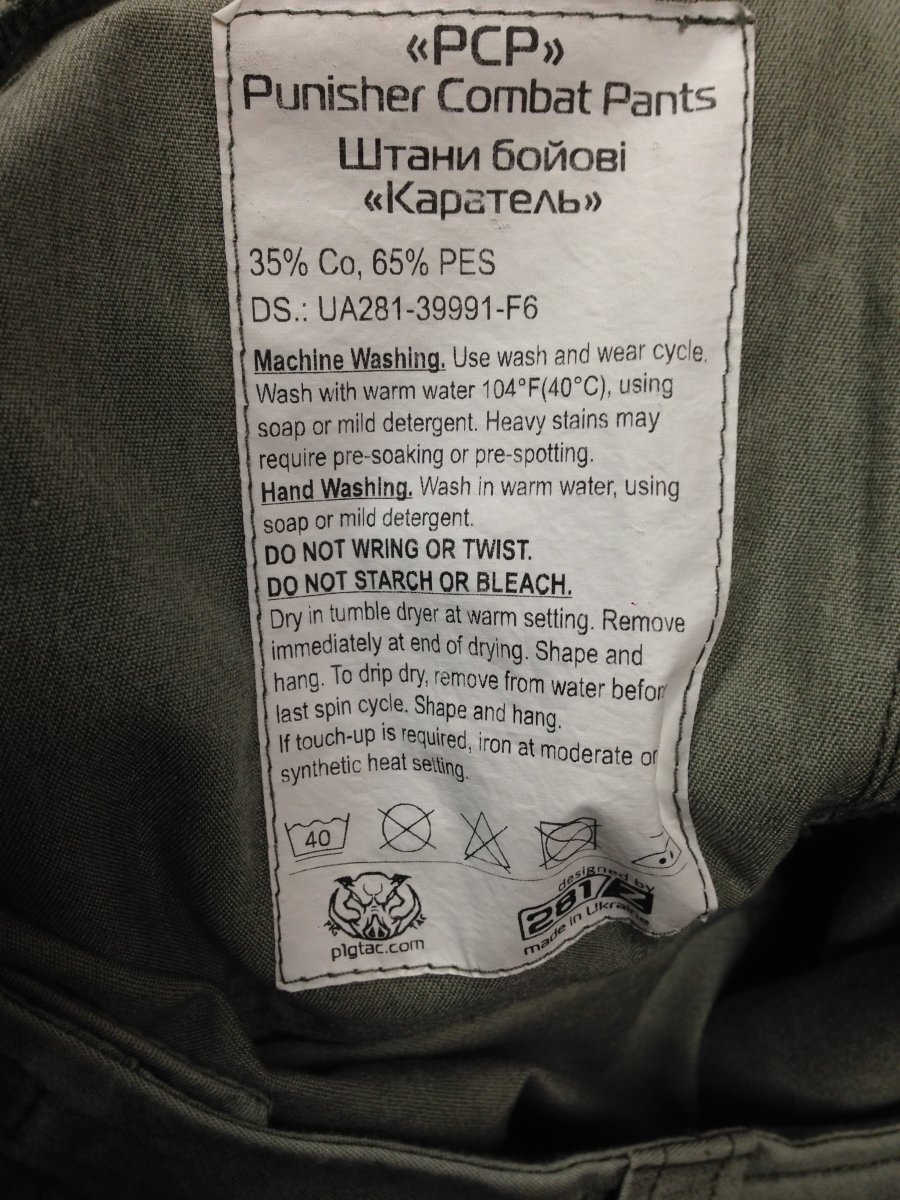 «PCP»
Punisher Combat Pants
Штани бойові
«Каратель»
35% Co, 65% PES
DS.: UA281-39991-F6
Machine Washing. Use wash and wear cycle.
Wash with warm water 104°F(40°C), using
soap or mild detergent. Heavy stains may
require pre-soaking or pre-spotting.
Hand Washing. Wash in warm water, using
soap or mild detergent.
DO NOT WRING OR TWIST.
DO NOT STARCH OR BLEACH.
Dry in tumble dryer at warm setting. Remove
immediately at end of drying. Shape and
hang. To drip dry, remove from water befor
last spin cycle. Shape and hang.
If touch-up is required, iron at moderate or
synthetic heat setting.
40
PIG TAC
p1gtac.com
designed by
281/Z
made in Ukraine